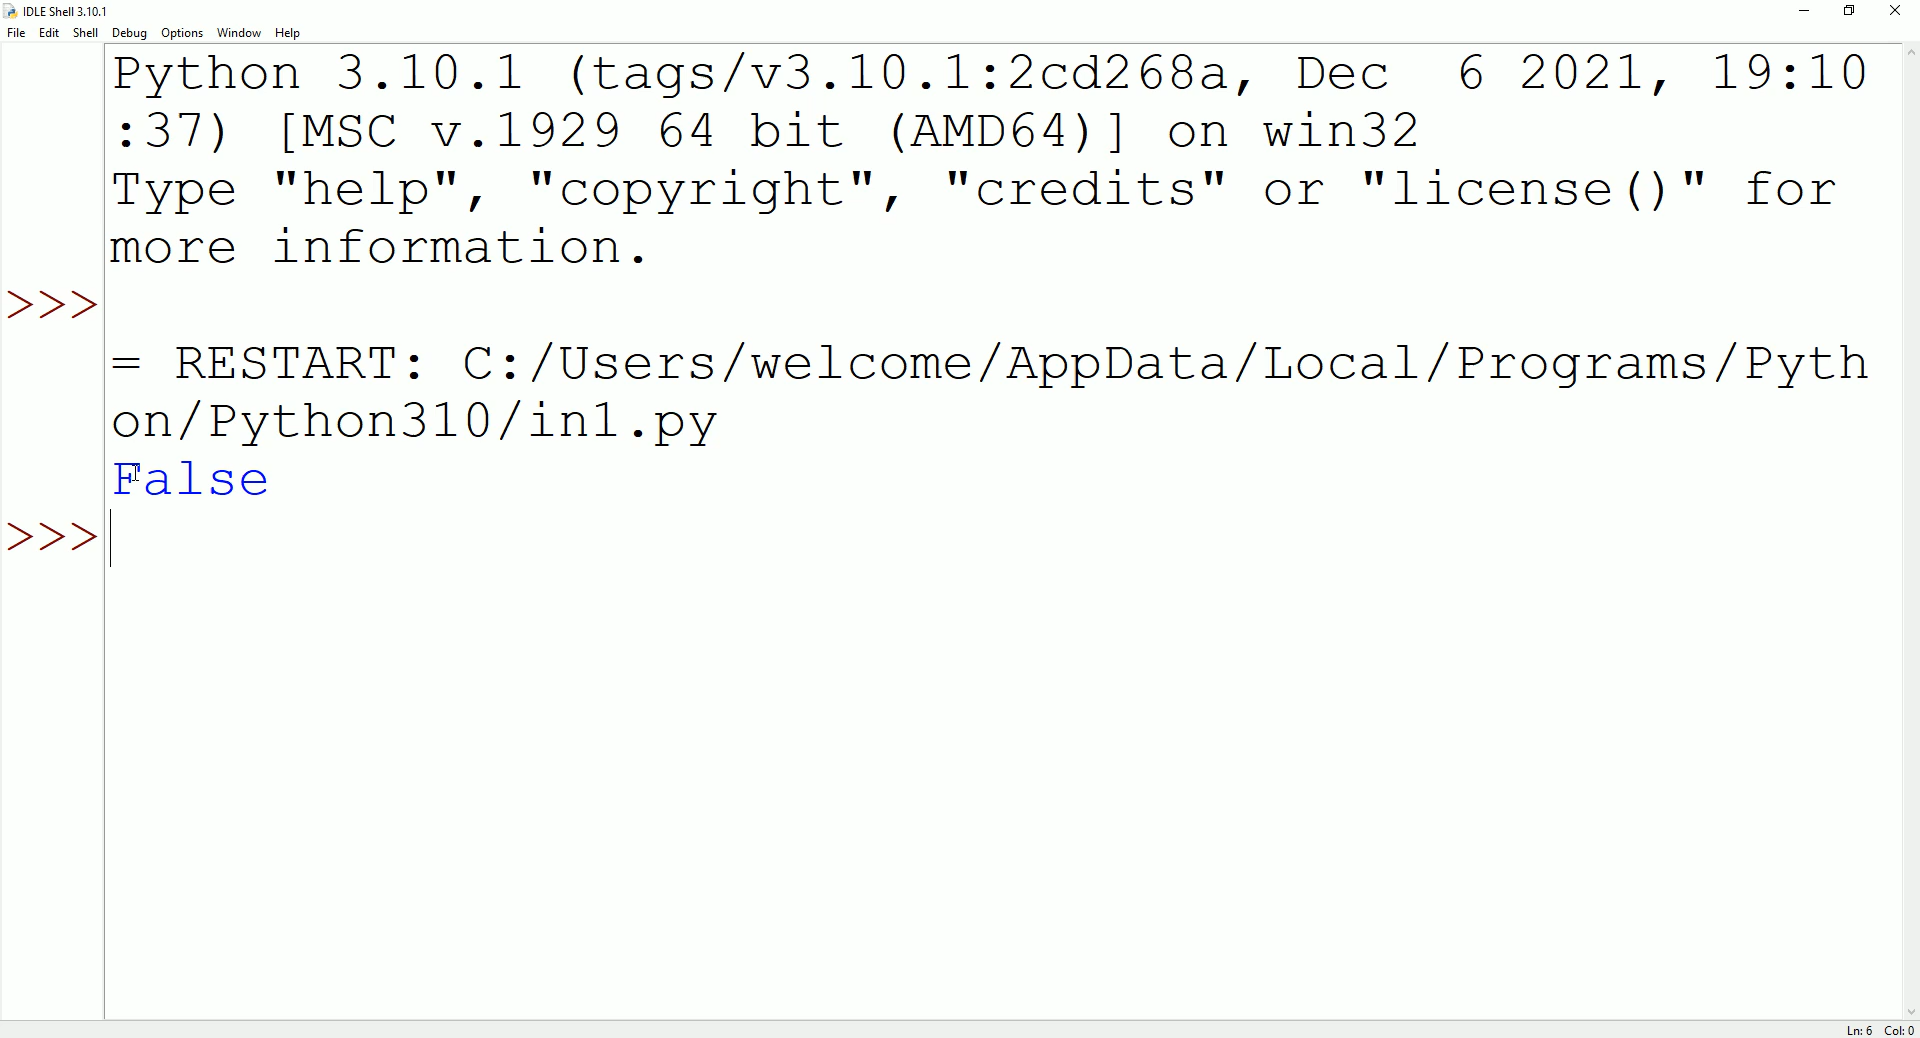 IDLE Shell 3.10.1
File Edit Shell Debug Options Window Help
Python 3.10.1 (tags/v3.10.1:2cd268a, Dec  6 2021, 19:10
:37) [MSC v.1929 64 bit (AMD64)] on win32
Type "help", "copyright", "credits" or "license()" for
more information.
>>>
= RESTART: C:/Users/welcome/AppData/Local/Programs/Pyth
on/Python310/in1.py
False
>>>
Ln: 6 Col: 0